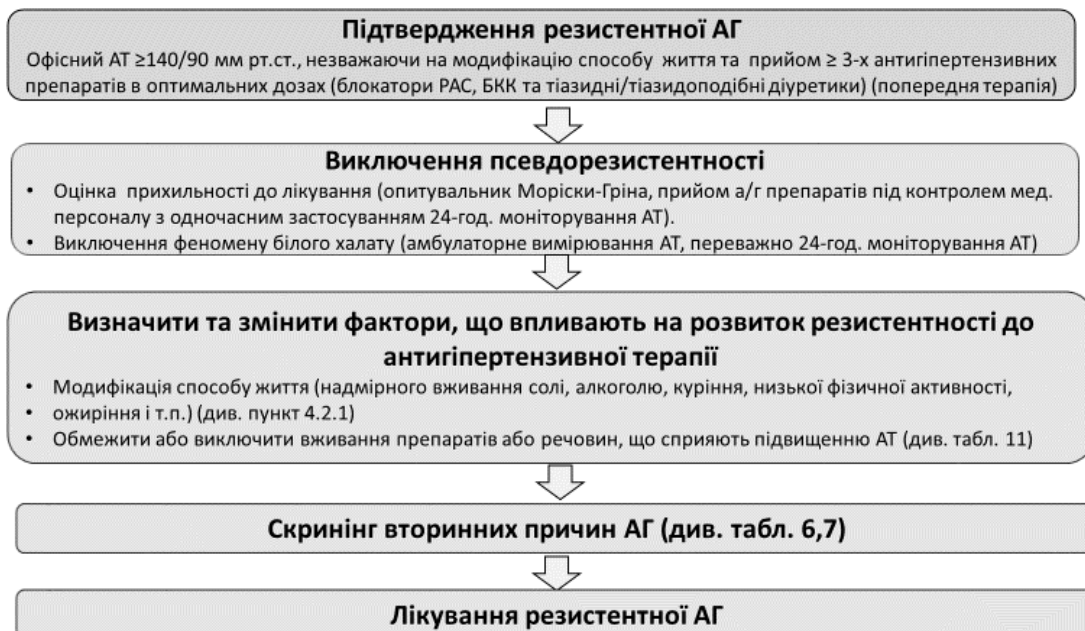 Підтвердження резистентної АГ
Офісний АТ ≥140/90 мм рт.ст., незважаючи на модифікацію способу життя та прийом ≥ 3-х антигіпертензивних
препаратів в оптимальних дозах (блокатори РАС, БКК та тіазидні/тіазидоподібні діуретики) (попередня терапія)
Виключення псевдорезистентності
• Оцінка прихильності до лікування (опитувальник Моріски-Гріна, прийом а/г препаратів під контролем мед.
персоналу з одночасним застосуванням 24-год. моніторування АТ).
• Виключення феномену білого халату (амбулаторне вимірювання АТ, переважно 24-год. моніторування АТ)
Визначити та змінити фактори, що впливають на розвиток резистентності до
антигіпертензивної терапії
• Модифікація способу життя (надмірного вживання солі, алкоголю, куріння, низької фізичної активності,
• ожиріння і т.п.) (див. пункт 4.2.1)
• Обмежити або виключити вживання препаратів або речовин, що сприяють підвищенню АТ (див. табл. 11)
Скринінг вторинних причин АГ (див. табл. 6,7)
Лікування резистентної АГ